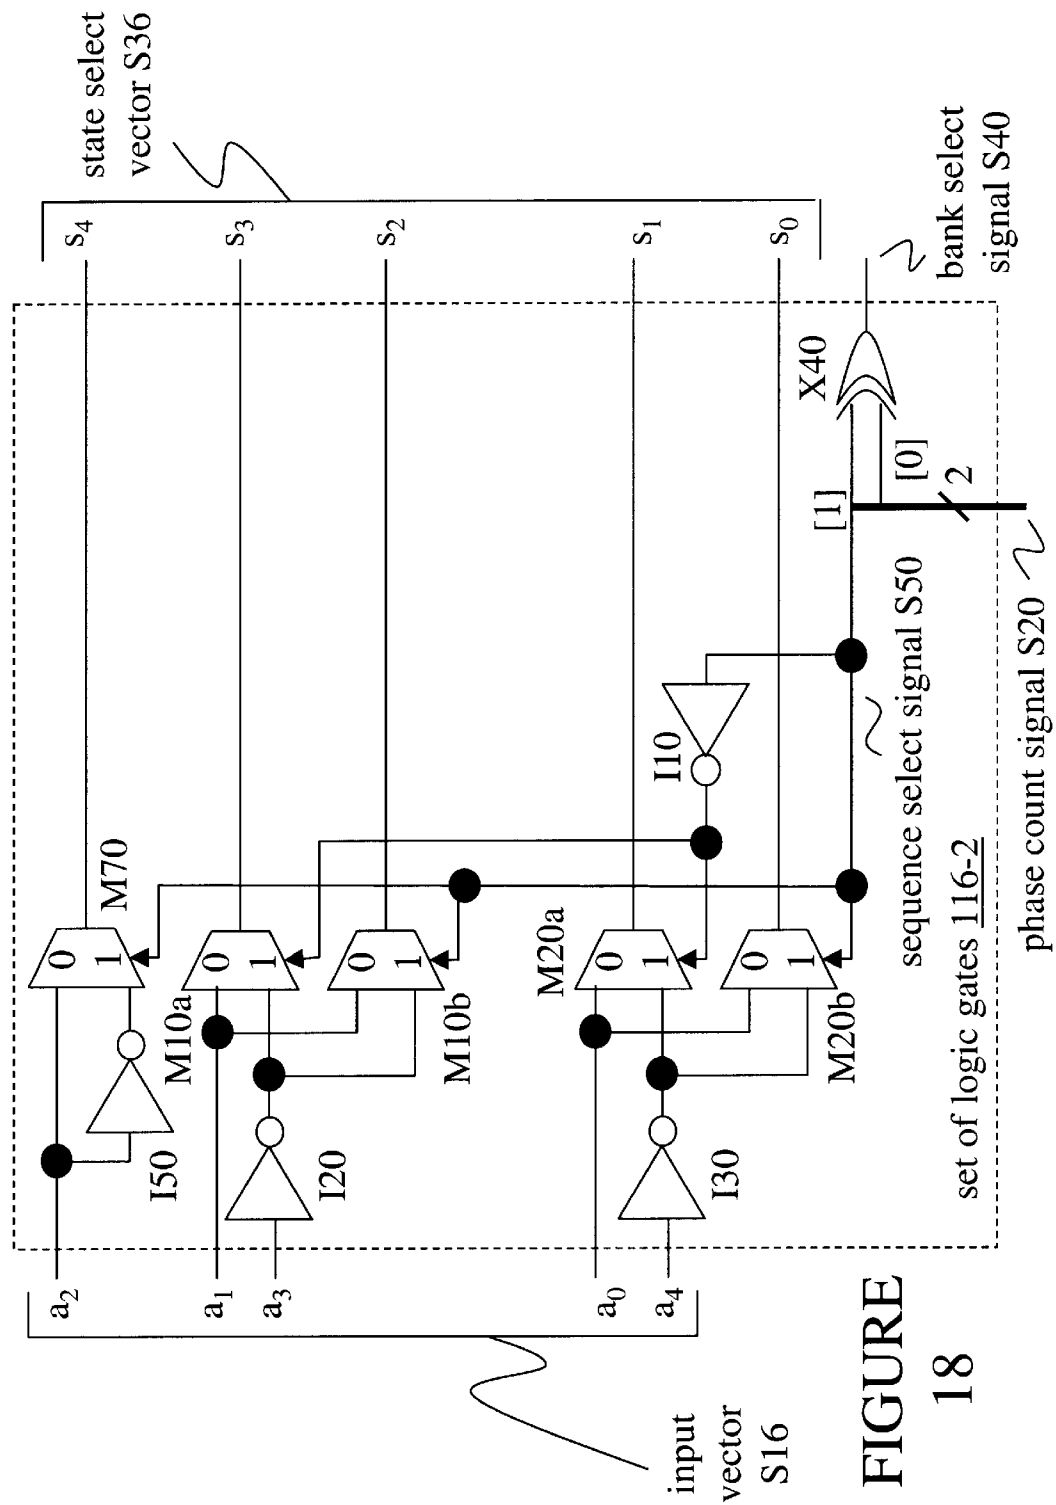 state select
vector S36
s4
s3
s2
s1
s0
bank select
signal S40
X40
[1]
[0]
2
phase count signal S20
sequence select signal S50
I10
M70
0
1
M10a
0
1
M10b
0
1
M20a
0
1
M20b
0
1
I50
I20
I30
set of logic gates 116-2
a2
a1
a3
a0
a4
input
vector
S16
FIGURE
18